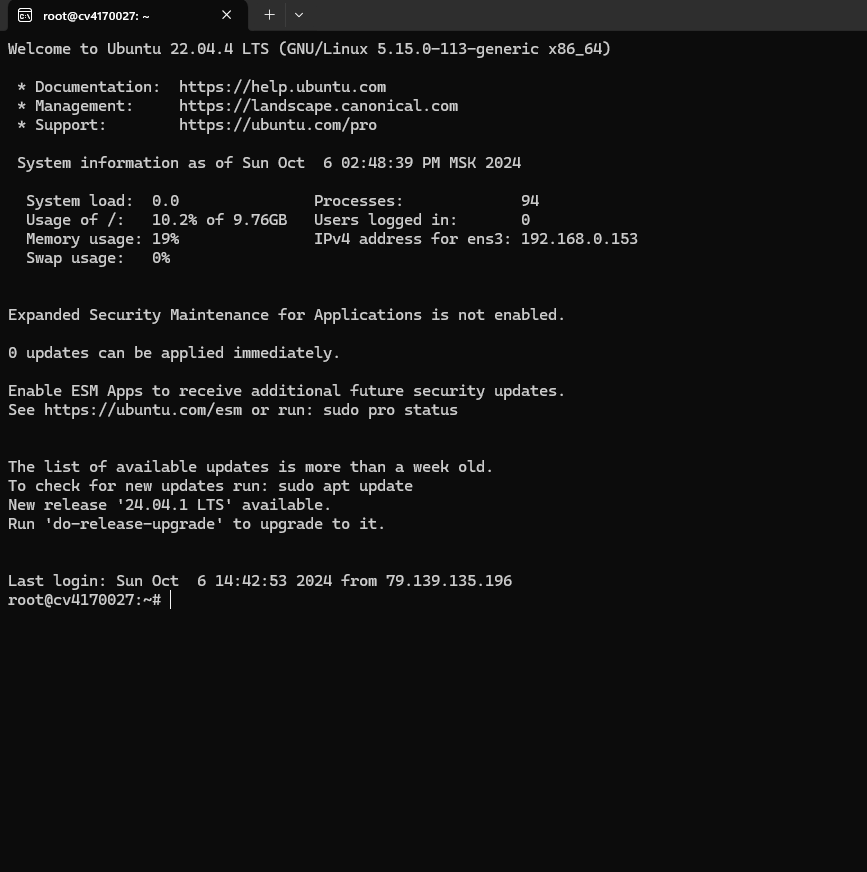 root@cv4170027: ~
Welcome to Ubuntu 22.04.4 LTS (GNU/Linux 5.15.0-113-generic x86_64)
* Documentation:  https://help.ubuntu.com
* Management:     https://landscape.canonical.com
* Support:        https://ubuntu.com/pro
System information as of Sun Oct  6 02:48:39 PM MSK 2024
System load:  0.0               Processes:             94
Usage of /:   10.2% of 9.76GB   Users logged in:       0
Memory usage: 19%               IPv4 address for ens3: 192.168.0.153
Swap usage:   0%
Expanded Security Maintenance for Applications is not enabled.
0 updates can be applied immediately.
Enable ESM Apps to receive additional future security updates.
See https://ubuntu.com/esm or run: sudo pro status
The list of available updates is more than a week old.
To check for new updates run: sudo apt update
New release '24.04.1 LTS' available.
Run 'do-release-upgrade' to upgrade to it.
Last login: Sun Oct  6 14:42:53 2024 from 79.139.135.196
root@cv4170027:~#